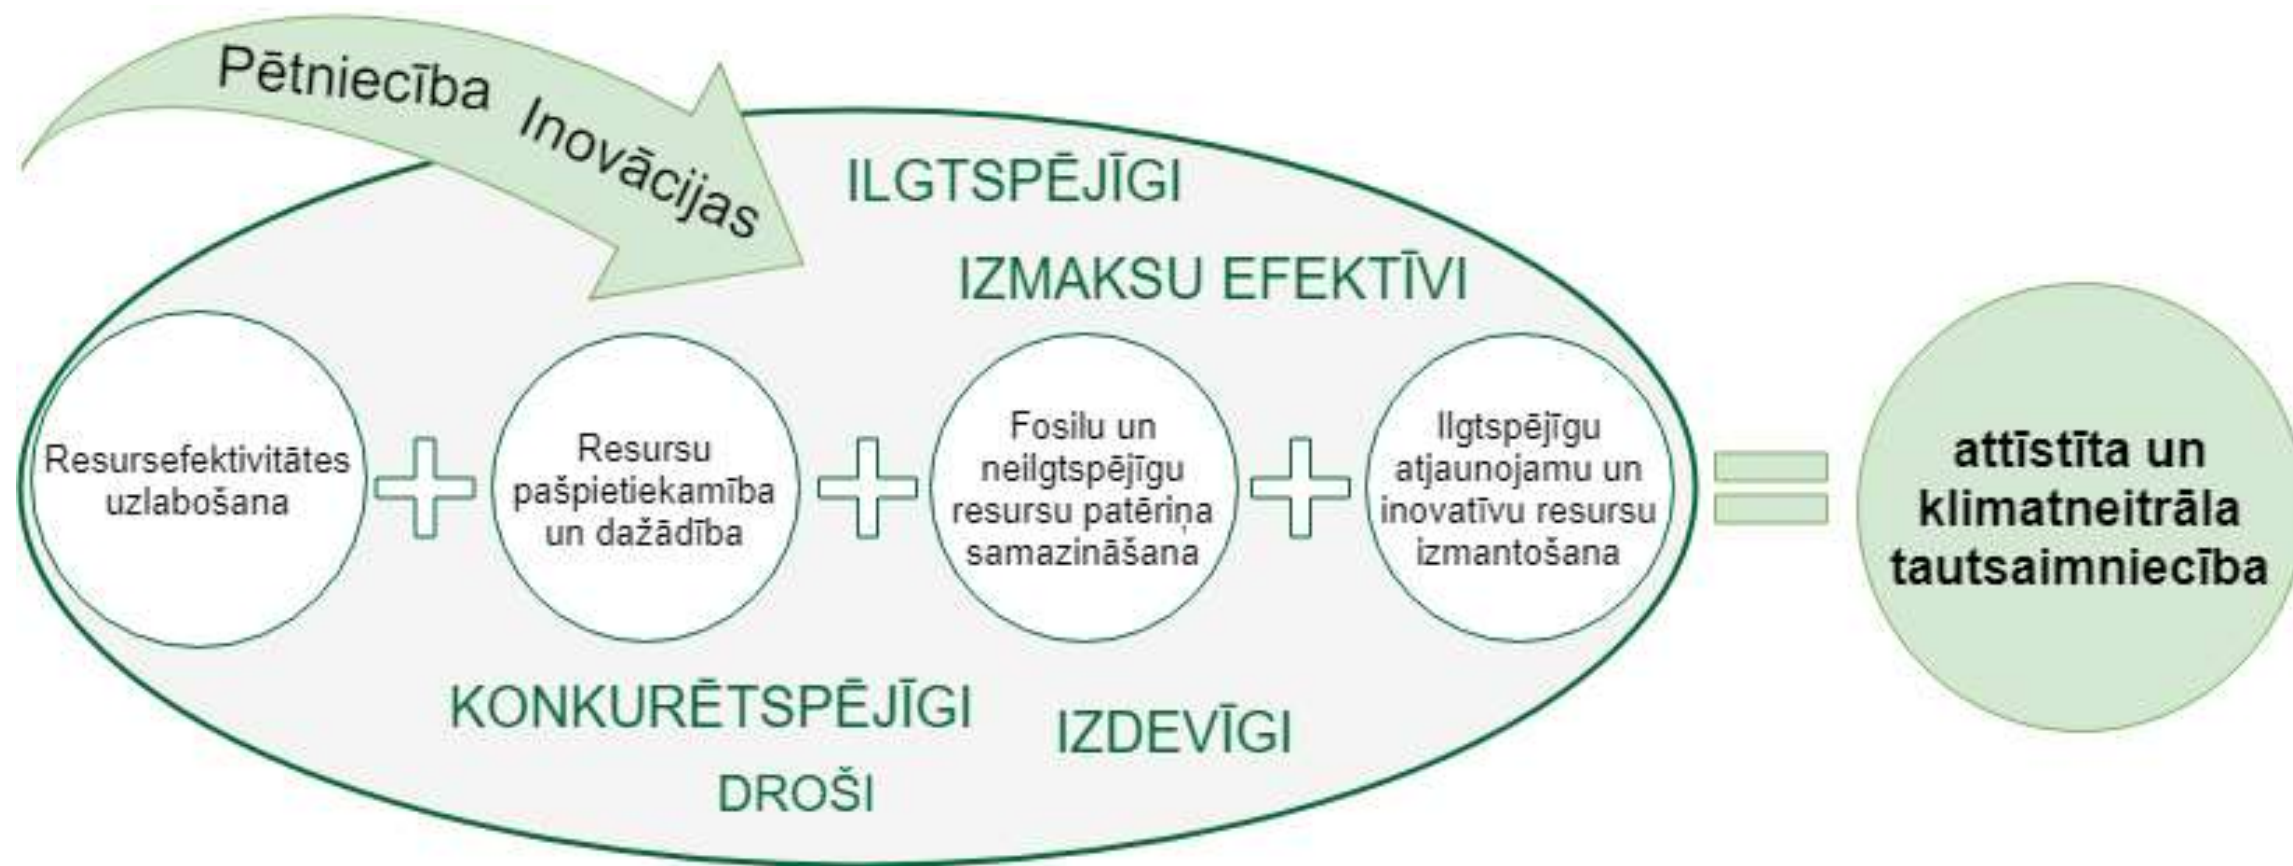 Pētniecība Inovācijas
ILGTSPĒJĪGI
IZMAKSU EFEKTĪVI
Resursefektivitātes
uzlabošana
Resursu
pašpietiekamība
un dažādība
Fosilu un
neilgtspējīgu
resursu patēriņa
samazināšana
Ilgtspējīgu
atjaunojamu un
inovatīvu resursu
izmantošana
attīstīta un
klimatneitrāla
tautsaimniecība
KONKURĒTSPĒJĪGI
IZDEVĪGI
DROŠI